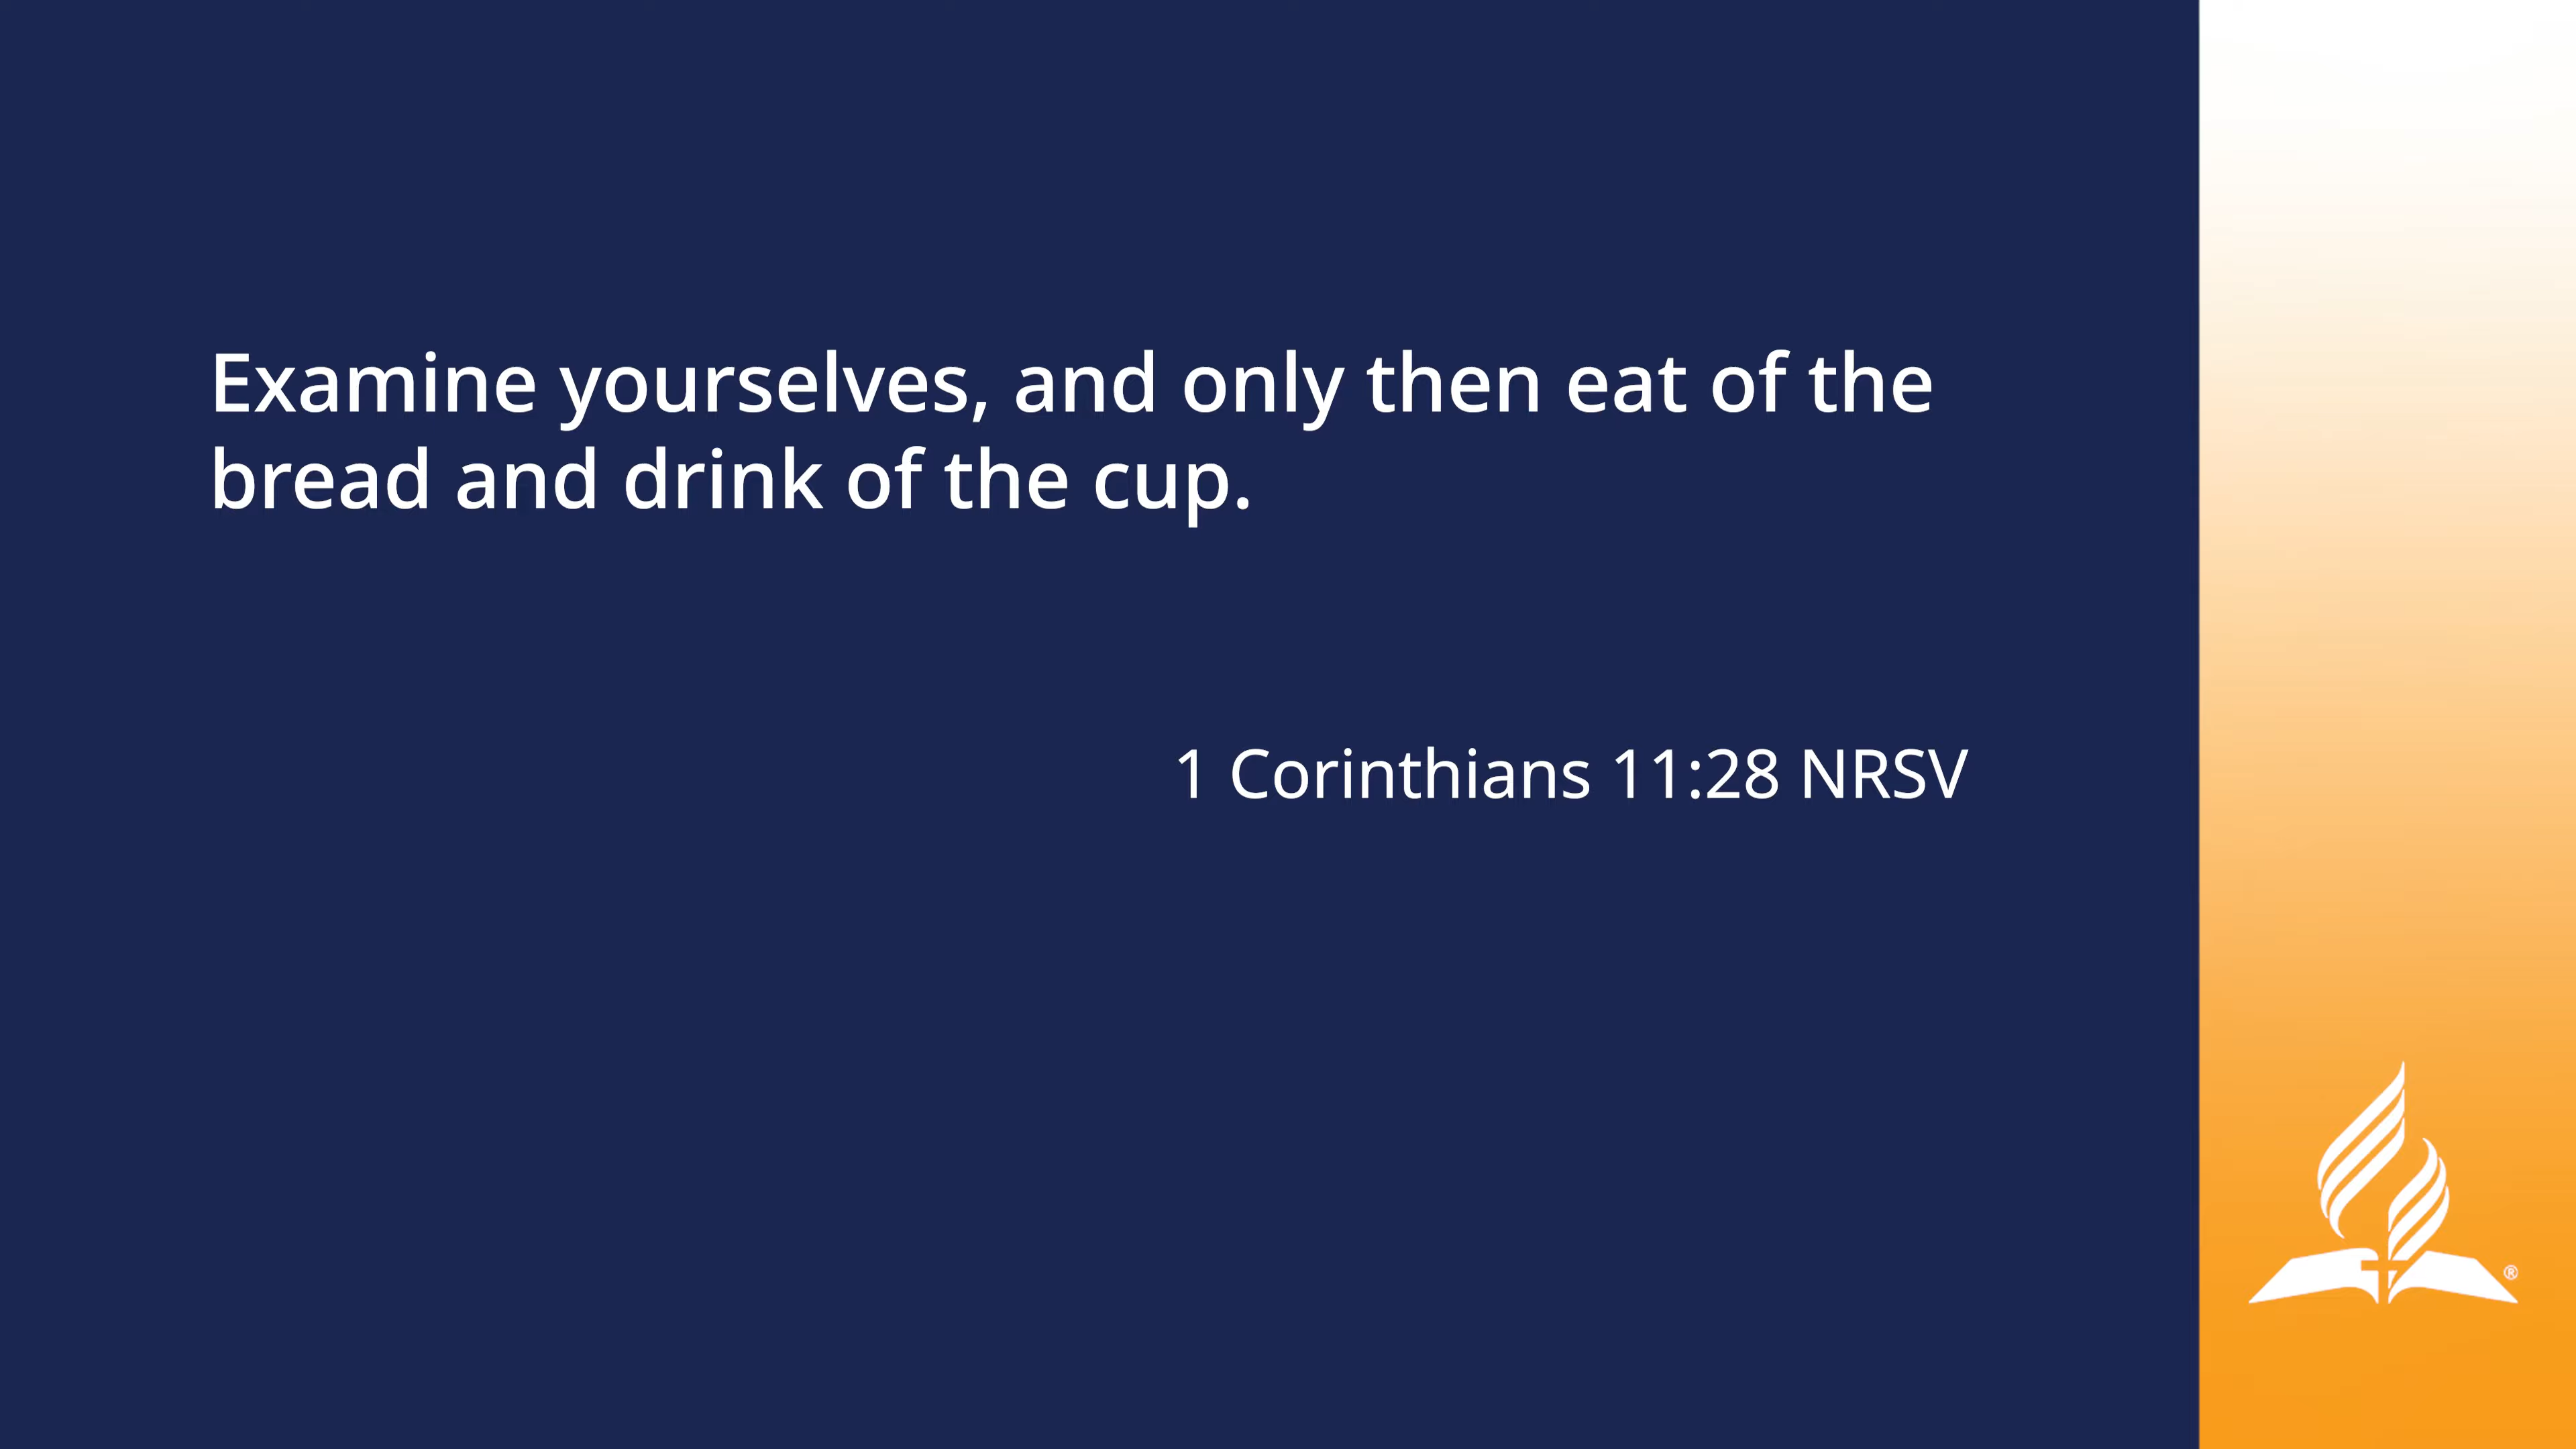 Examine yourselves, and only then eat of the
bread and drink of the cup.
1 Corinthians 11:28 NRSV
®